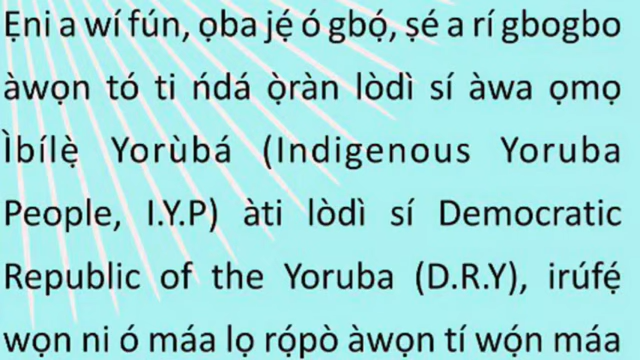 Ẹni a wí fún, ọba jẹ́ ó gbọ́, ṣé a rí gbogbo
àwọn tó ti ńdá ọ̀ràn lòdì sí àwa ọmọ
Ìbílẹ̀ Yorùbá (Indigenous Yoruba
People, I.Y.P) àti lòdì sí Democratic
Republic of the Yoruba (D.R.Y), irúfẹ́
wọn ni ó máa lọ rọ́pò àwọn tí wọ́n máa